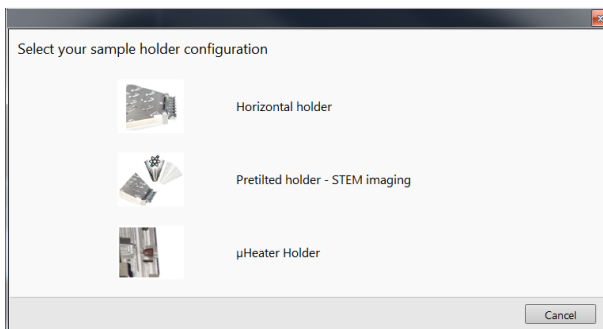 Select your sample holder configuration
Horizontal holder
Pretilted holder - STEM imaging
µHeater Holder
Cancel